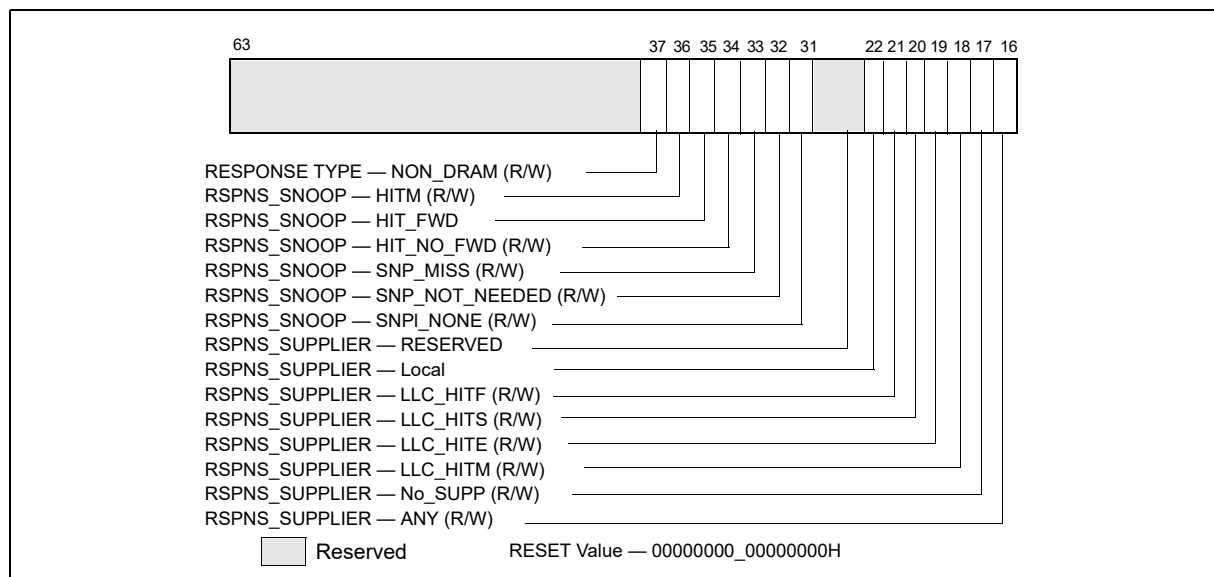 63 37 36 35 34 33 32 31 22 21 20 19 18 17 16
RESPONSE TYPE — NON_DRAM (R/W)
RSPNS_SNOOP — HITM (R/W)
RSPNS_SNOOP — HIT_FWD
RSPNS_SNOOP — HIT_NO_FWD (R/W)
RSPNS_SNOOP — SNP_MISS (R/W)
RSPNS_SNOOP — SNP_NOT_NEEDED (R/W)
RSPNS_SNOOP — SNPl_NONE (R/W)
RSPNS_SUPPLIER — RESERVED
RSPNS_SUPPLIER — Local
RSPNS_SUPPLIER — LLC_HITF (R/W)
RSPNS_SUPPLIER — LLC_HITS (R/W)
RSPNS_SUPPLIER — LLC_HITE (R/W)
RSPNS_SUPPLIER — LLC_HITM (R/W)
RSPNS_SUPPLIER — No_SUPP (R/W)
RSPNS_SUPPLIER — ANY (R/W)
Reserved RESET Value — 00000000_00000000H